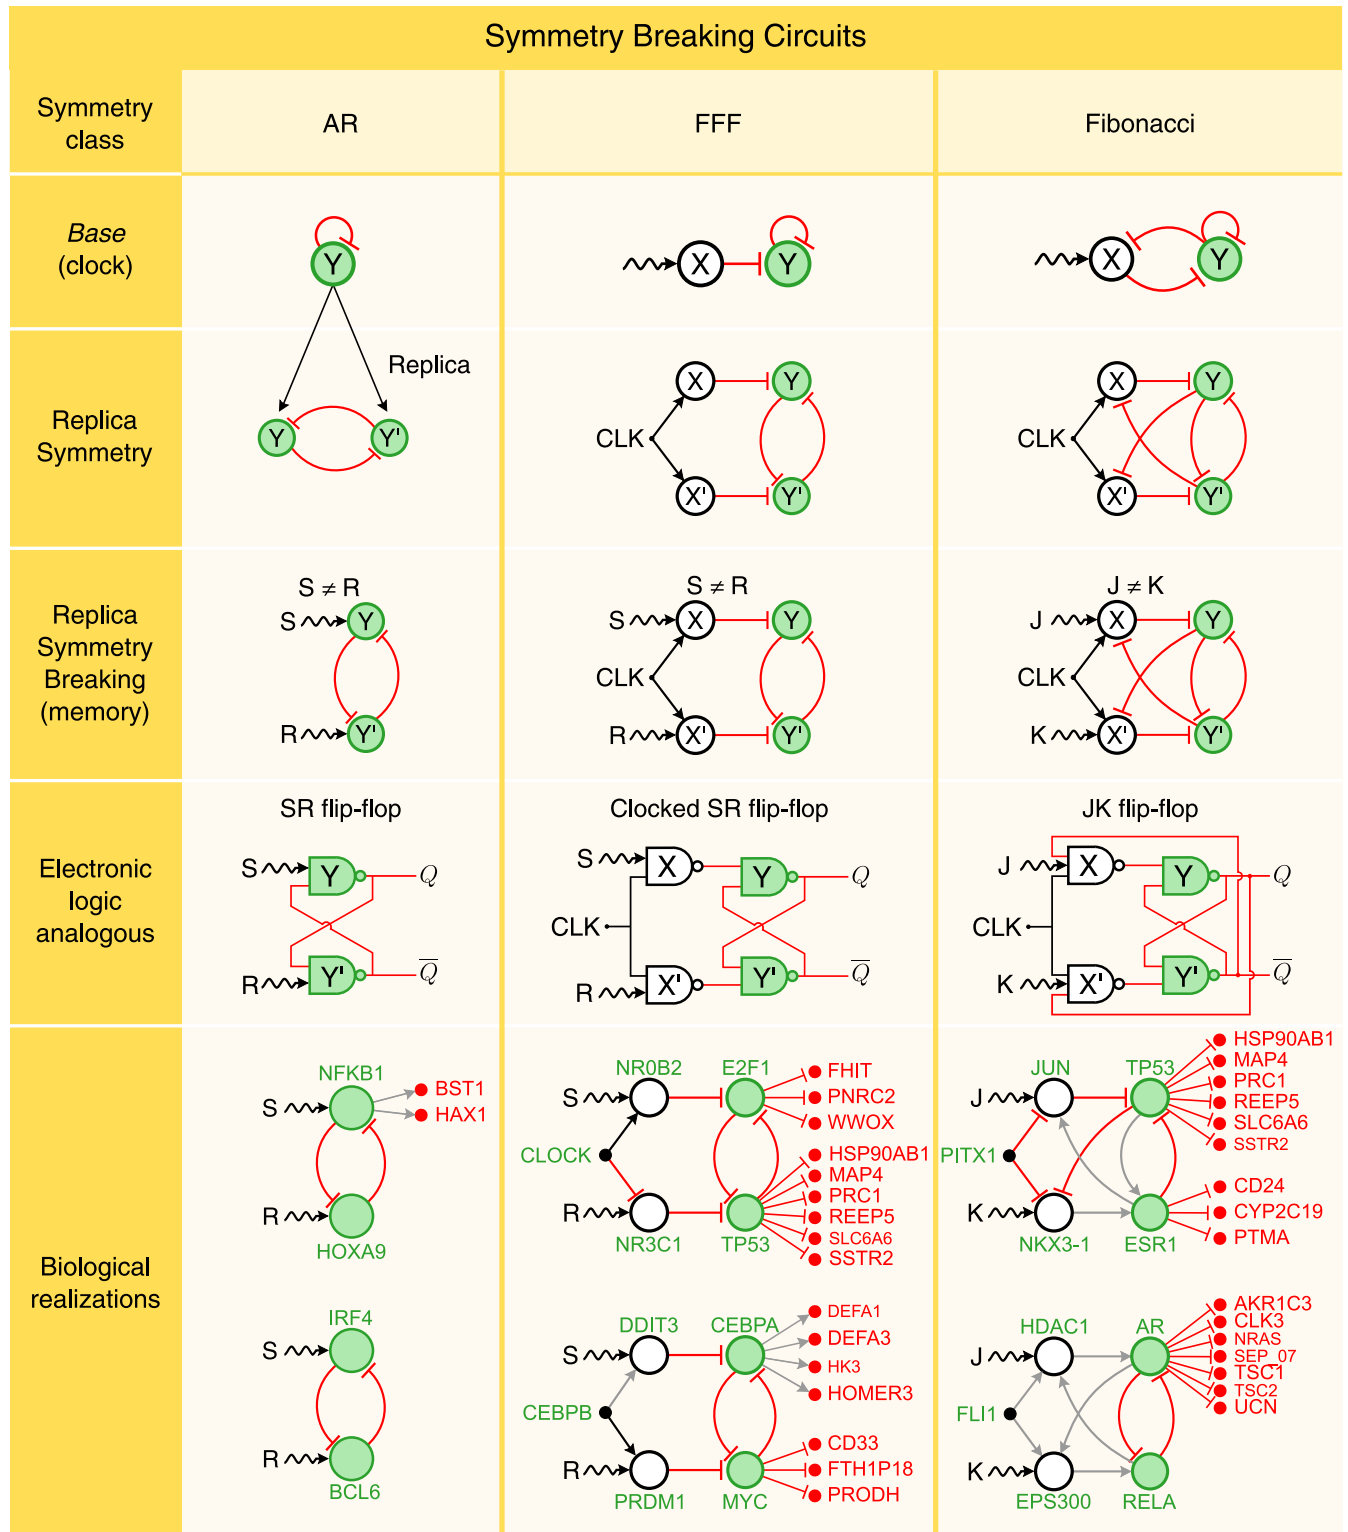 Symmetry Breaking Circuits
Symmetry
class
AR
FFF
Fibonacci
Base
(clock)
Y
X
Y
X
Y
Replica
Symmetry
Replica
Y
Y'
X
Y
CLK
X'
Y'
X
Y
CLK
X'
Y'
Replica
Symmetry
Breaking
(memory)
S ≠ R
S
Y
R
Y'
S ≠ R
S
X
Y
CLK
R
X'
Y'
J ≠ K
J
X
Y
CLK
K
X'
Y'
Electronic
logic
analogous
SR flip-flop
S
Y
Q
R
Y'
Q̅
Clocked SR flip-flop
S
X
Y
Q
CLK
R
X'
Y'
Q̅
JK flip-flop
J
X
Y
Q
CLK
K
X'
Y'
Q̅
Biological
realizations
NFKB1
S
BST1
HAX1
R
HOXA9
IRF4
S
R
BCL6
NR0B2
E2F1
S
FHIT
PNRC2
WWOX
CLOCK
HSP90AB1
MAP4
PRC1
REEP5
SLC6A6
SSTR2
R
NR3C1
TP53
DDIT3
CEBPA
S
DEFA1
DEFA3
HK3
HOMER3
CEBPB
CD33
FTH1P18
PRODH
R
PRDM1
MYC
JUN
TP53
J
HSP90AB1
MAP4
PRC1
REEP5
SLC6A6
SSTR2
PITX1
CD24
CYP2C19
PTMA
K
NKX3-1
ESR1
HDAC1
AR
J
AKR1C3
CLK3
NRAS
SEP_07
TSC1
TSC2
UCN
FLI1
K
EPS300
RELA